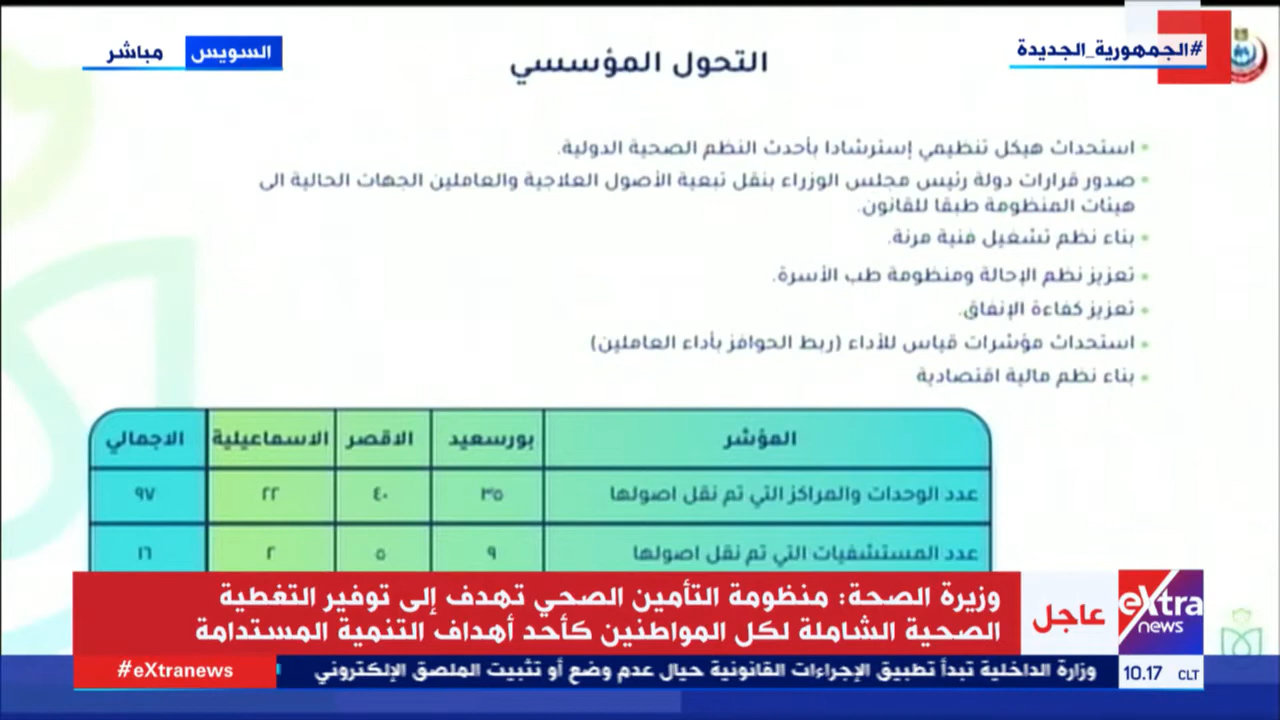 السويس مباشر
#الجمهورية_الجديدة
التحول المؤسسي
• استحداث هيكل تنظيمي إسترشادا بأحدث النظم الصحية الدولية.
• صدور قرارات دولة رئيس مجلس الوزراء بنقل تبعية الأصول العلاجية والعاملين الجهات الحالية الى
هيئات المنظومة طبقا للقانون.
• بناء نظم تشغيل فنية مرنة.
• تعزيز نظم الإحالة ومنظومة طب الأسرة.
• تعزيز كفاءة الإنفاق.
• استحداث مؤشرات قياس للأداء (ربط الحوافز بأداء العاملين)
• بناء نظم مالية اقتصادية
المؤشر بورسعيد الاقصر الاسماعيلية الاجمالي
عدد الوحدات والمراكز التي تم نقل اصولها ٣٥ ٤٠ ٢٢ ٩٧
عدد المستشفيات التي تم نقل اصولها ٩ ٥ ٢ ١٦
عاجل
وزيرة الصحة: منظومة التأمين الصحي تهدف إلى توفير التغطية
الصحية الشاملة لكل المواطنين كأحد أهداف التنمية المستدامة
eXtra
news
وزارة الداخلية تبدأ تطبيق الإجراءات القانونية حيال عدم وضع أو تثبيت الملصق الإلكتروني
#eXtranews
10.17 CLT